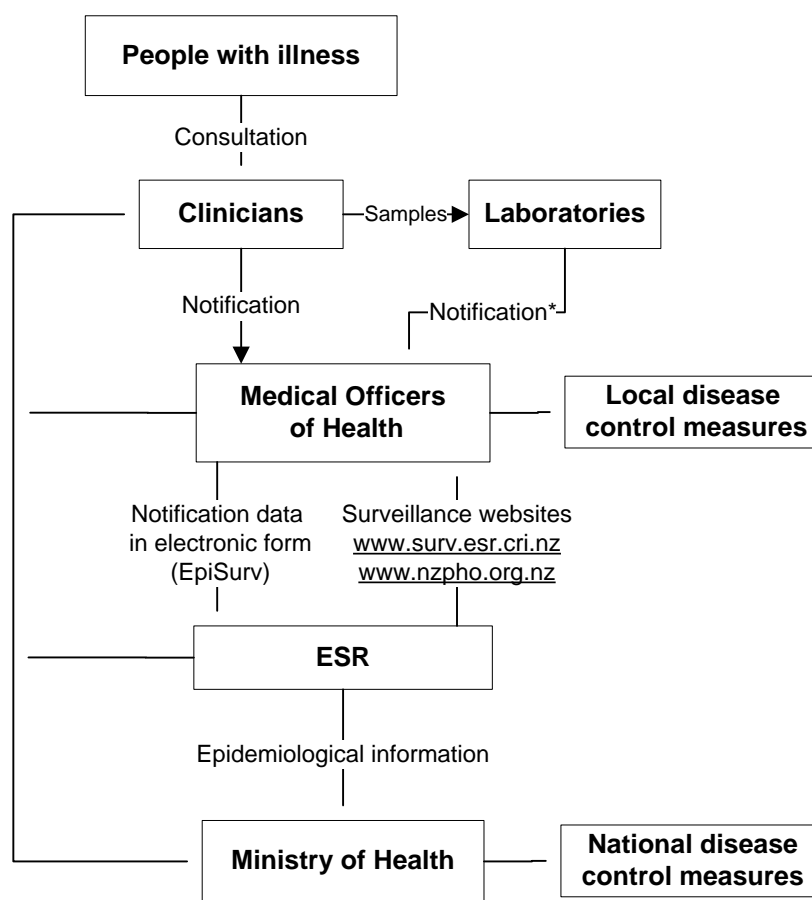 People with illness
Consultation
Clinicians
Samples
Laboratories
Notification
Notification*
Medical Officers
of Health
Local disease
control measures
Notification data
in electronic form
(EpiSurv)
Surveillance websites
www.surv.esr.cri.nz
www.nzpho.org.nz
ESR
Epidemiological information
Ministry of Health
National disease
control measures